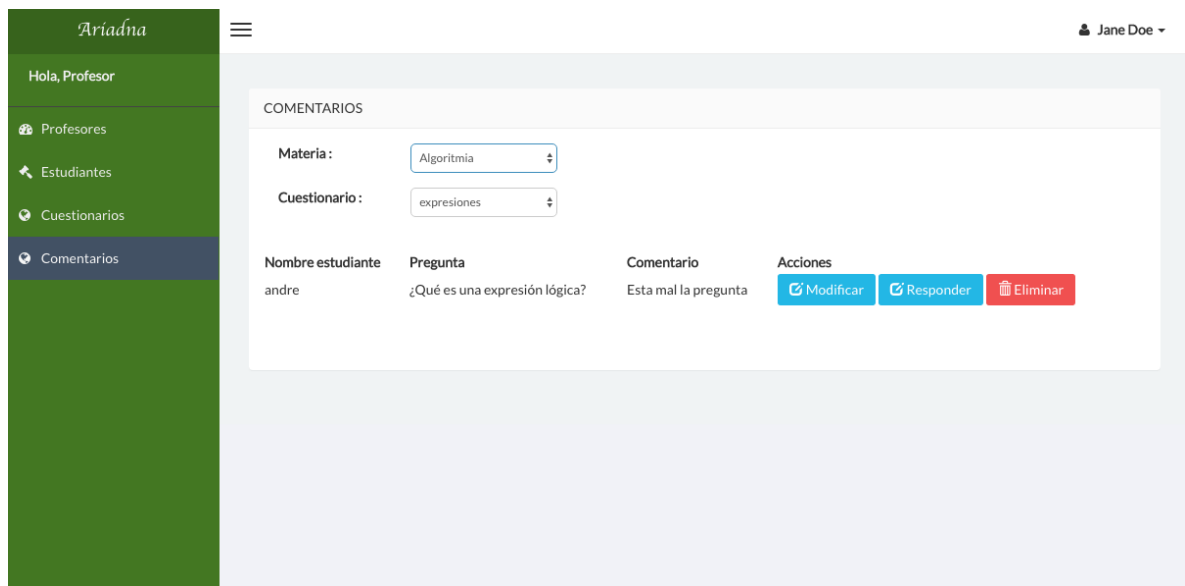 Ariadna
Jane Doe
Hola, Profesor
Profesores
Estudiantes
Cuestionarios
Comentarios
COMENTARIOS
Materia :
Algoritmia
Cuestionario :
expresiones
Nombre estudiante Pregunta Comentario Acciones
andre ¿Qué es una expresión lógica? Esta mal la pregunta Modificar Responder Eliminar